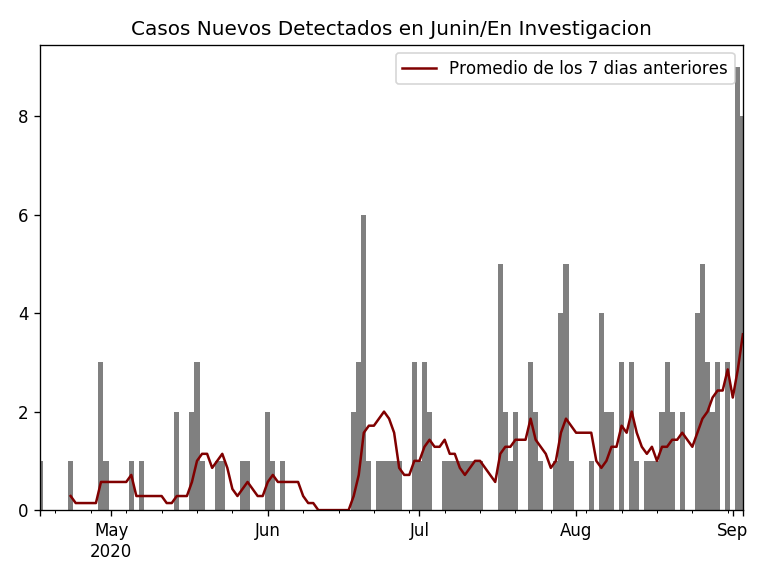 Casos Nuevos Detectados en Junin/En Investigacion
Promedio de los 7 dias anteriores
8
6
4
2
0
May Jun Jul Aug Sep
2020